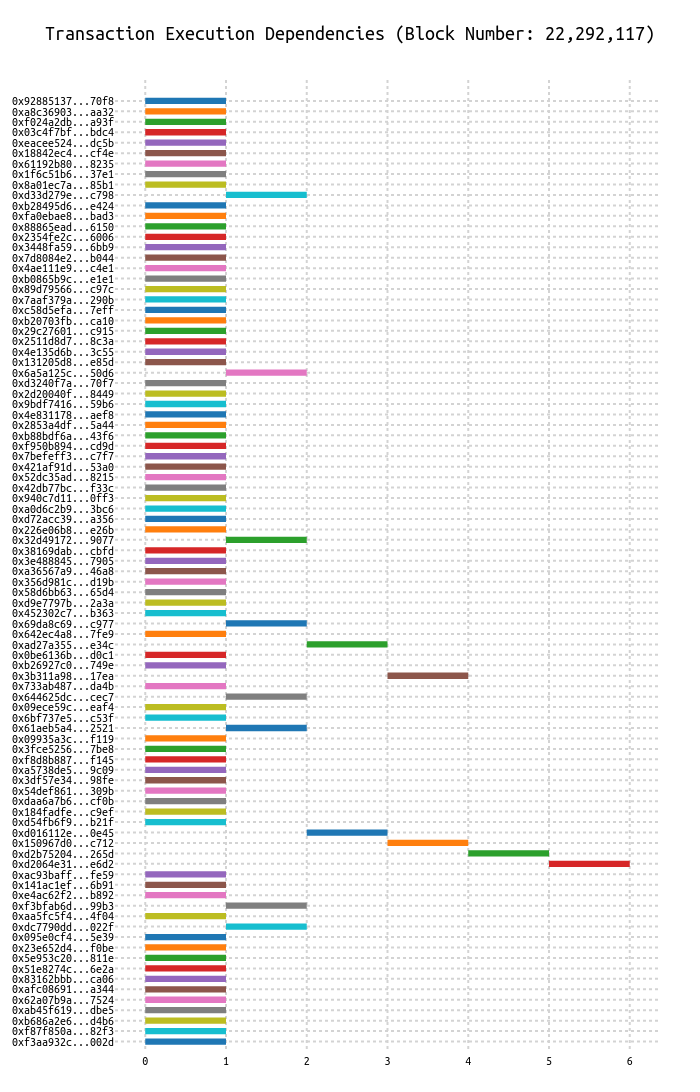 Transaction Execution Dependencies (Block Number: 22,292,117)
0x92885137...70f8
0xa8c36903...aa32
0xf024a2db...a93f
0x03c4f7bf...bdc4
0xeacee524...dc5b
0x18842ec4...cf4e
0x61192b80...8235
0x1f6c51b6...37e1
0x8a01ec7a...85b1
0xd33d279e...c798
0xb28495d6...e424
0xfa0ebae8...bad3
0x88865ead...6150
0x2354fe2c...6006
0x3448fa59...6bb9
0x7d8084e2...b044
0x4ae111e9...c4e1
0xb0865b9c...e1e1
0x89d79566...c97c
0x7aaf379a...290b
0xc58d5efa...7eff
0xb20703fb...ca10
0x29c27601...c915
0x2511d8d7...8c3a
0x4e135d6b...3c55
0x131205d8...e85d
0x6a5a125c...50d6
0xd3240f7a...70f7
0x2d20040f...8449
0x9bdf7416...59b6
0x4e831178...aef8
0x2853a4df...5a44
0xb88bdf6a...43f6
0xf950b894...cd9d
0x7befeff3...c7f7
0x421af91d...53a0
0x52dc35ad...8215
0x42db77bc...f33c
0x940c7d11...0ff3
0xa0d6c2b9...3bc6
0xd72acc39...a356
0x226e06b8...e26b
0x32d49172...9077
0x38169dab...cbfd
0x3e488845...7905
0xa36567a9...46a8
0x356d981c...d19b
0x58d6bb63...65d4
0xd9e7797b...2a3a
0x452302c7...b363
0x69da8c69...c977
0x642ec4a8...7fe9
0xad27a355...e34c
0x0be6136b...d0c1
0xb26927c0...749e
0x3b311a98...17ea
0x733ab487...da4b
0x644625dc...cec7
0x09ece59c...eaf4
0x6bf737e5...c53f
0x61aeb5a4...2521
0x09935a3c...f119
0x3fce5256...7be8
0xf8d8b887...f145
0xa5738de5...9c09
0x3df57e34...98fe
0x54def861...309b
0xdaa6a7b6...cf0b
0x184fadfe...c9ef
0xd54fb6f9...b21f
0xd016112e...0e45
0x150967d0...c712
0xd2b75204...265d
0xd2064e31...e6d2
0xac93baff...fe59
0x141ac1ef...6b91
0xe4ac62f2...b892
0xf3bfab6d...99b3
0xaa5fc5f4...4f04
0xdc7790dd...022f
0x095e0cf4...5e39
0x23e652d4...f0be
0x5e953c20...811e
0x51e8274c...6e2a
0x83162bbb...ca06
0xafc08691...a344
0x62a07b9a...7524
0xab45f619...dbe5
0xb686a2e6...d4b6
0xf87f850a...82f3
0xf3aa932c...002d
0 1 2 3 4 5 6